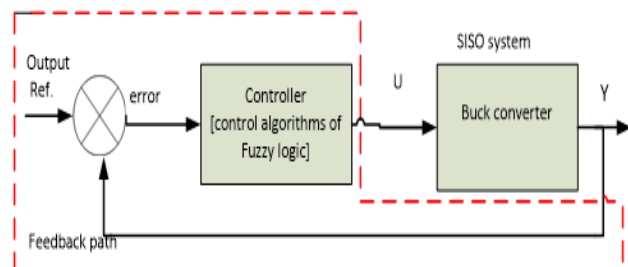 SISO system
Output
Ref.
error
Controller
[control algorithms of
Fuzzy logic]
U
Buck converter
Y
Feedback path